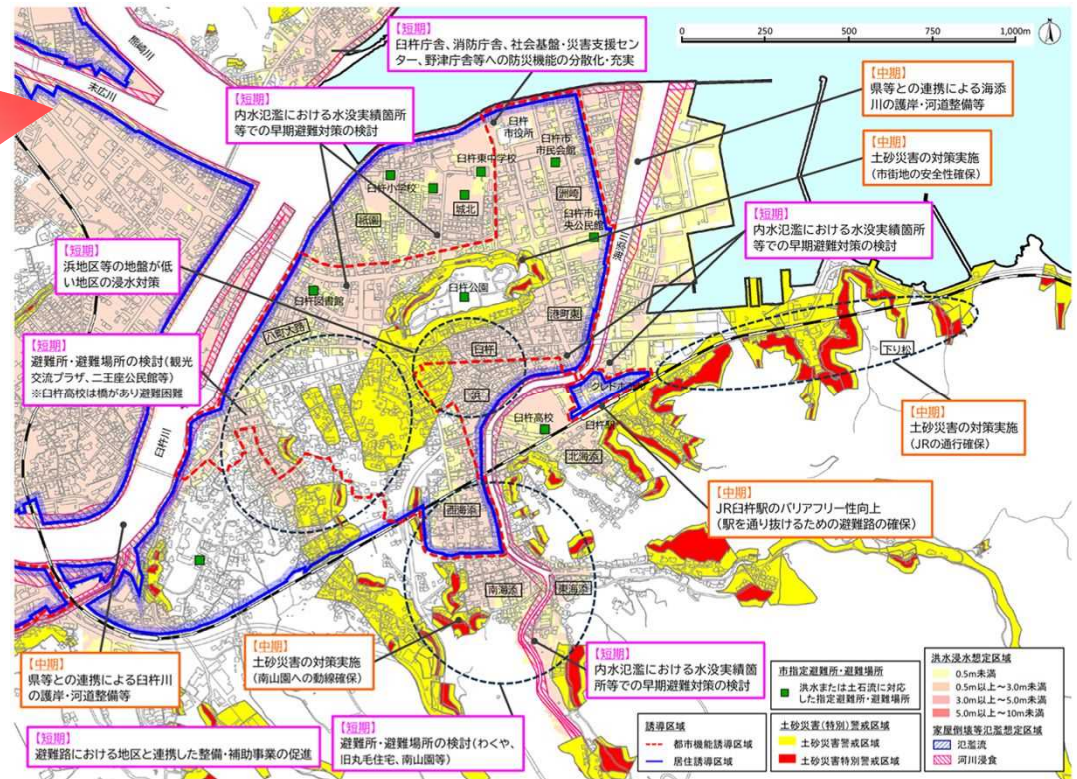 【短期】
臼杵庁舎、消防庁舎、社会基盤・災害支援セン
ター、野津庁舎等への防災機能の分散化・充実
0 250 500 750 1,000m
N
熊崎川
末広川
【短期】
内水氾濫における水没実績箇所
等での早期避難対策の検討
【中期】
県等との連携による海添
川の護岸・河道整備等
臼杵
市役所
臼杵市
市民会館
臼杵東中学校
臼杵小学校
城北
洲崎
祇園
【中期】
土砂災害の対策実施
(市街地の安全性確保)
臼杵市中
央公民館
海添川
【短期】
内水氾濫における水没実績箇所
等での早期避難対策の検討
【短期】
浜地区等の地盤が低
い地区の浸水対策
臼杵図書館
臼杵公園
港町東
八町大路
臼杵
【短期】
避難所・避難場所の検討(観光
交流プラザ、二王座公民館等)
※臼杵高校は橋があり避難困難
下り松
浜
臼杵高校
臼杵駅
北海添
臼杵川
【中期】
土砂災害の対策実施
(JRの通行確保)
【中期】
JR臼杵駅のバリアフリー性向上
(駅を通り抜けるための避難路の確保)
西海添
南海添
東海添
【中期】
県等との連携による臼杵川
の護岸・河道整備等
【中期】
土砂災害の対策実施
(南山園への動線確保)
【短期】
内水氾濫における水没実績箇
所等での早期避難対策の検討
【短期】
避難路における地区と連携した整備・補助事業の促進
【短期】
避難所・避難場所の検討(わくや、
旧丸毛住宅、南山園等)
市指定避難所・避難場所
洪水または土石流に対応
した指定避難所・避難場所
誘導区域
都市機能誘導区域
居住誘導区域
土砂災害(特別)警戒区域
土砂災害警戒区域
土砂災害特別警戒区域
洪水浸水想定区域
0.5m未満
0.5m以上～3.0m未満
3.0m以上～5.0m未満
5.0m以上～10m未満
家屋倒壊等氾濫想定区域
氾濫流
河川侵食